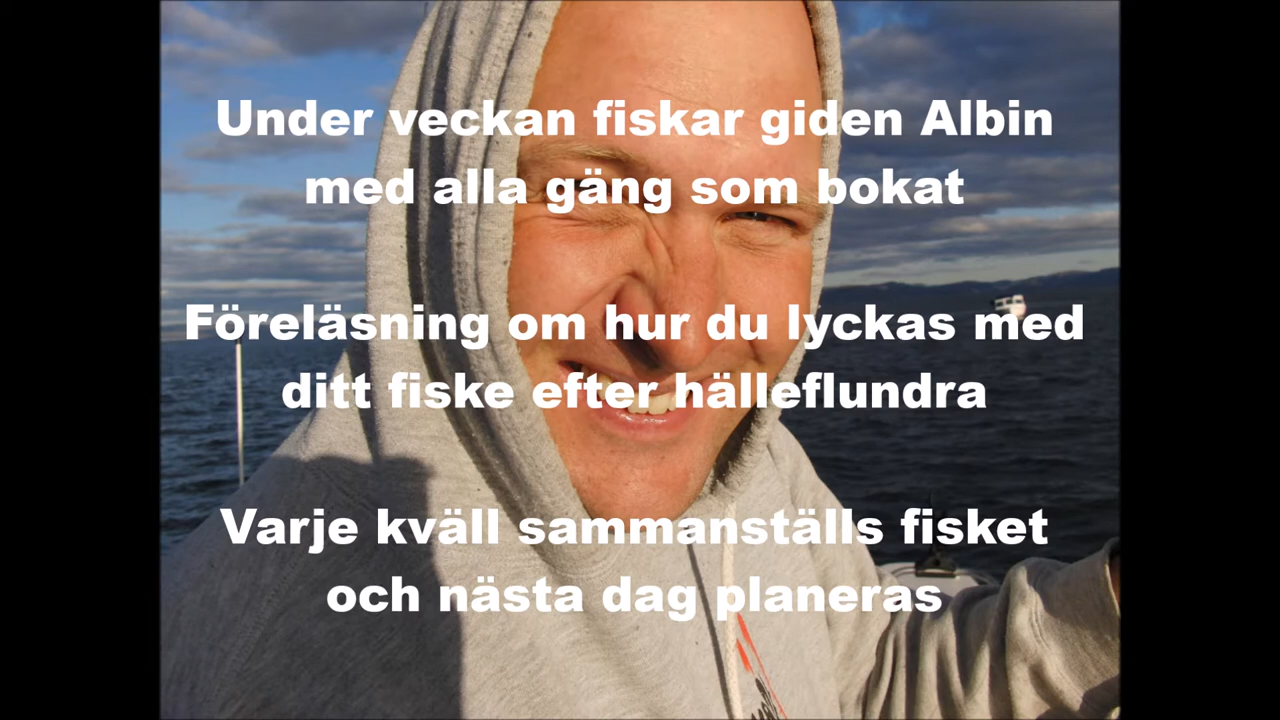 Under veckan fiskar giden Albin
med alla gäng som bokat
Föreläsning om hur du lyckas med
ditt fiske efter hälleflundra
Varje kväll sammanställs fisket
och nästa dag planeras